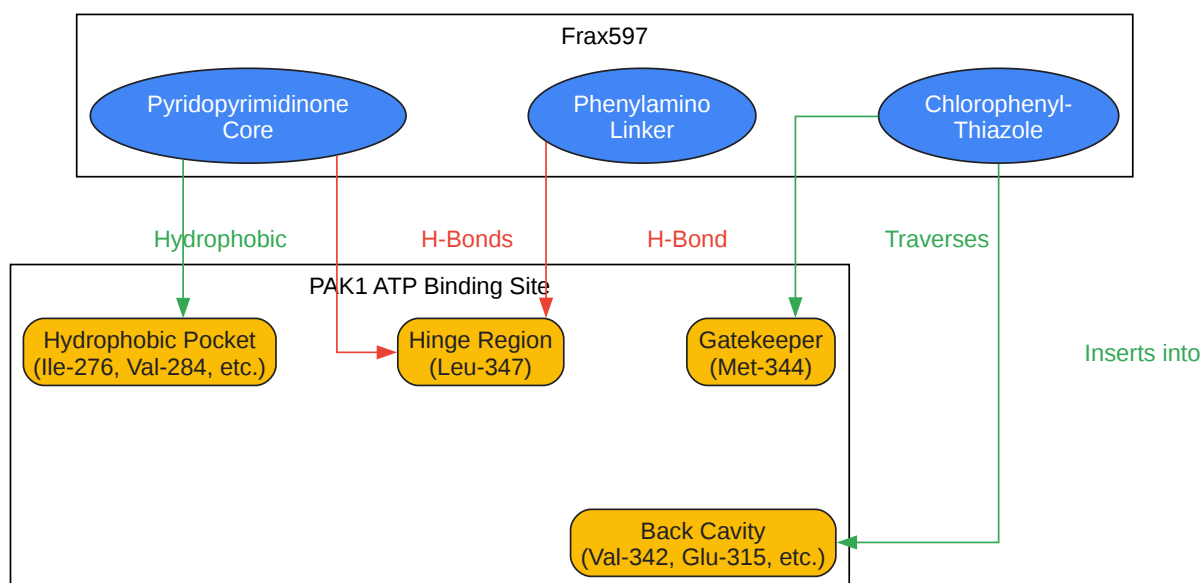 Frax597
Pyridopyrimidinone
Core
Phenylamino
Linker
Chlorophenyl-
Thiazole
Hydrophobic
H-Bonds
H-Bond
Traverses
PAK1 ATP Binding Site
Hydrophobic Pocket
(Ile-276, Val-284, etc.)
Hinge Region
(Leu-347)
Gatekeeper
(Met-344)
Inserts into
Back Cavity
(Val-342, Glu-315, etc.)